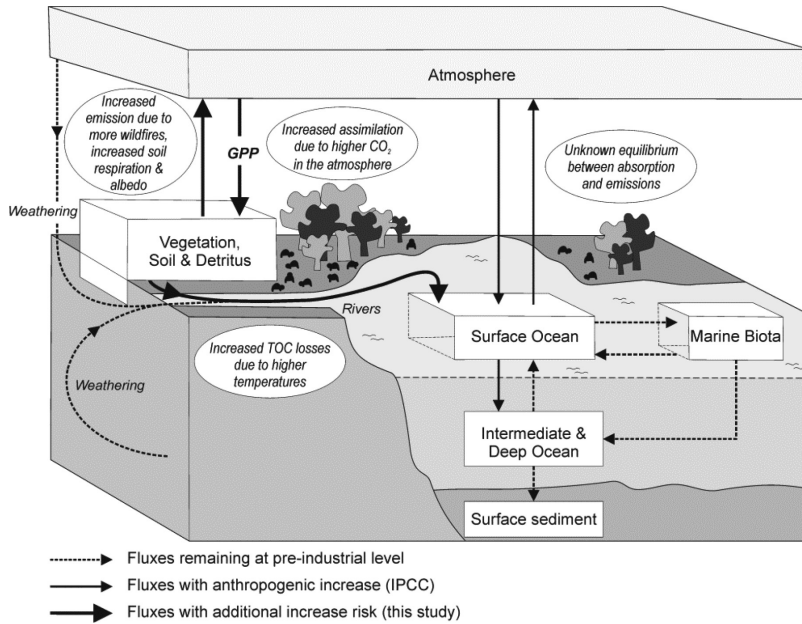 Atmosphere
Increased
emission due to
more wildfires,
increased soil
respiration &
albedo
GPP
Increased assimilation
due to higher CO₂
in the atmosphere
Unknown equilibrium
between absorption
and emissions
Weathering
Vegetation,
Soil & Detritus
Rivers
Surface Ocean
Marine Biota
Increased TOC losses
due to higher
temperatures
Weathering
Intermediate &
Deep Ocean
Surface sediment
Fluxes remaining at pre-industrial level
Fluxes with anthropogenic increase (IPCC)
Fluxes with additional increase risk (this study)